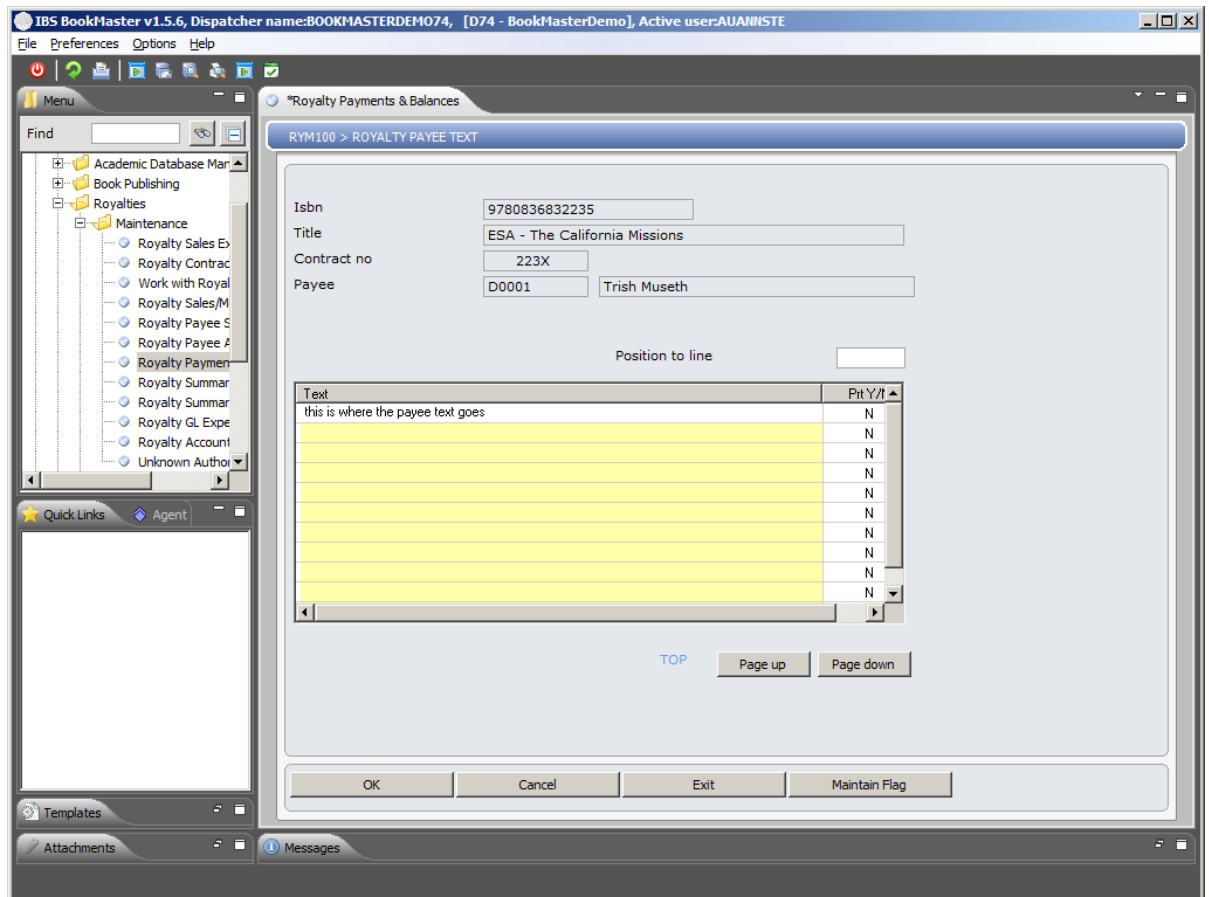 IBS BookMaster v1.5.6, Dispatcher name:BOOKMASTERDEMO74, [D74 - BookMasterDemo], Active user:AUANNSTE
File Preferences Options Help
Menu
Find
Academic Database Mar
Book Publishing
Royalties
Maintenance
Royalty Sales Ex
Royalty Contrac
Work with Royal
Royalty Sales/M
Royalty Payee S
Royalty Payee A
Royalty Paymen
Royalty Summar
Royalty Summar
Royalty GL Expe
Royalty Account
Unknown Author
Quick Links Agent
Templates
Attachments
*Royalty Payments & Balances
RYM100 > ROYALTY PAYEE TEXT
Isbn 9780836832235
Title ESA - The California Missions
Contract no 223X
Payee D0001 Trish Museth
Position to line
Text Prt Y/N
this is where the payee text goes N
N
N
N
N
N
N
N
N
N
TOP Page up Page down
OK Cancel Exit Maintain Flag
Messages